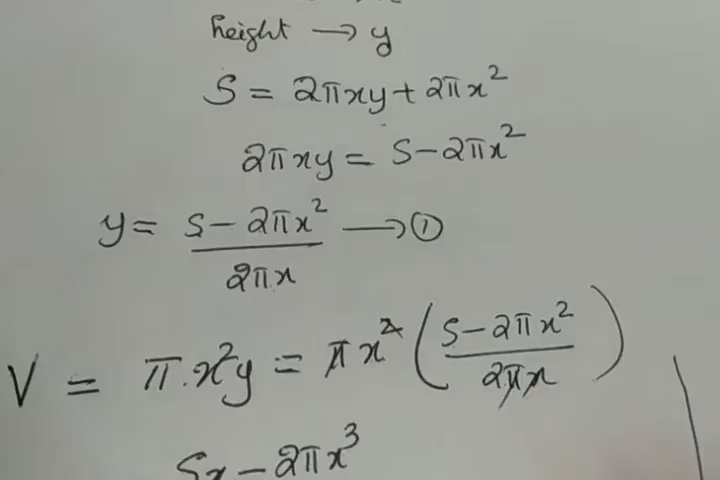 height → y
S = 2πxy + 2πx²
2πxy = S − 2πx²
y = (S − 2πx²) / 2πx → ①
V = π.x²y = πx² ((S − 2πx²) / 2πx)
Sx − 2πx³